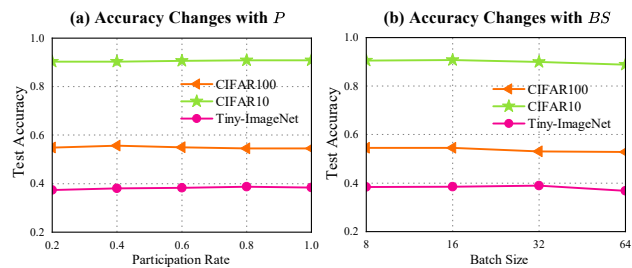 (a) Accuracy Changes with P
Test Accuracy
1.0
0.8
0.6
0.4
0.2
CIFAR100
CIFAR10
Tiny-ImageNet
0.2 0.4 0.6 0.8 1.0
Participation Rate
(b) Accuracy Changes with BS
Test Accuracy
1.0
0.8
0.6
0.4
0.2
CIFAR100
CIFAR10
Tiny-ImageNet
8 16 32 64
Batch Size